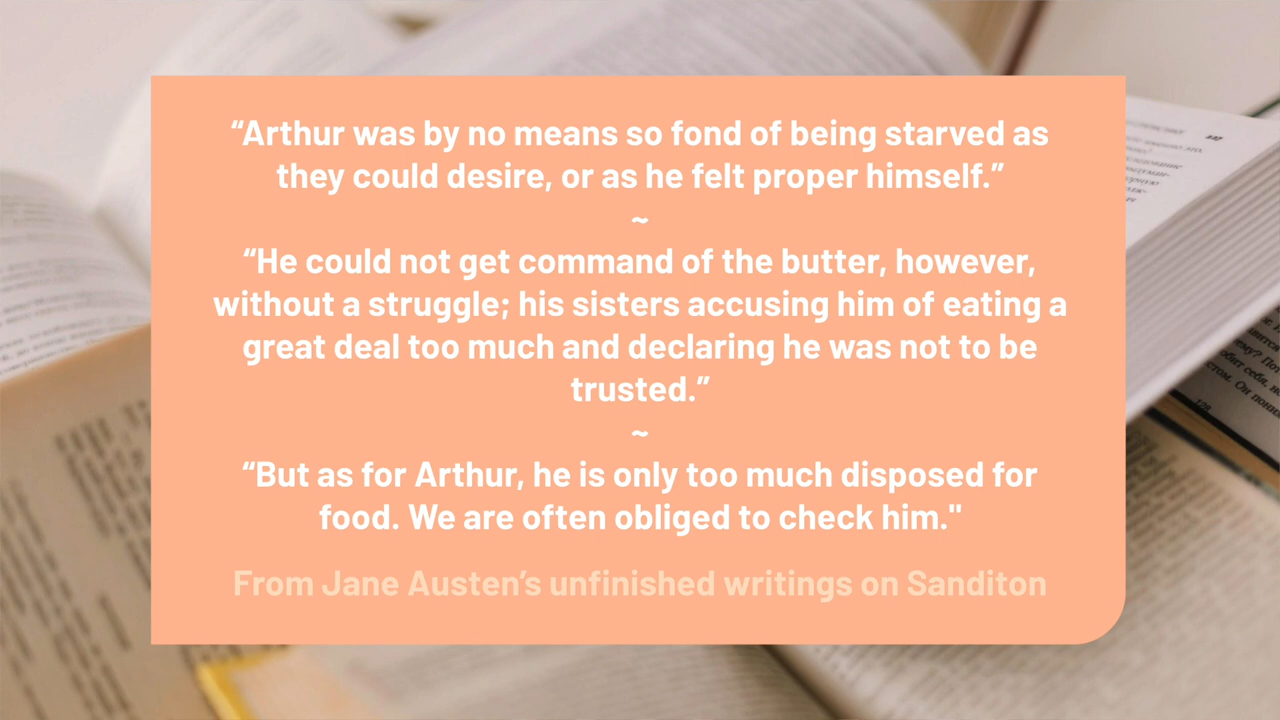 “Arthur was by no means so fond of being starved as
they could desire, or as he felt proper himself.”
~
“He could not get command of the butter, however,
without a struggle; his sisters accusing him of eating a
great deal too much and declaring he was not to be
trusted.”
~
“But as for Arthur, he is only too much disposed for
food. We are often obliged to check him."
From Jane Austen’s unfinished writings on Sanditon